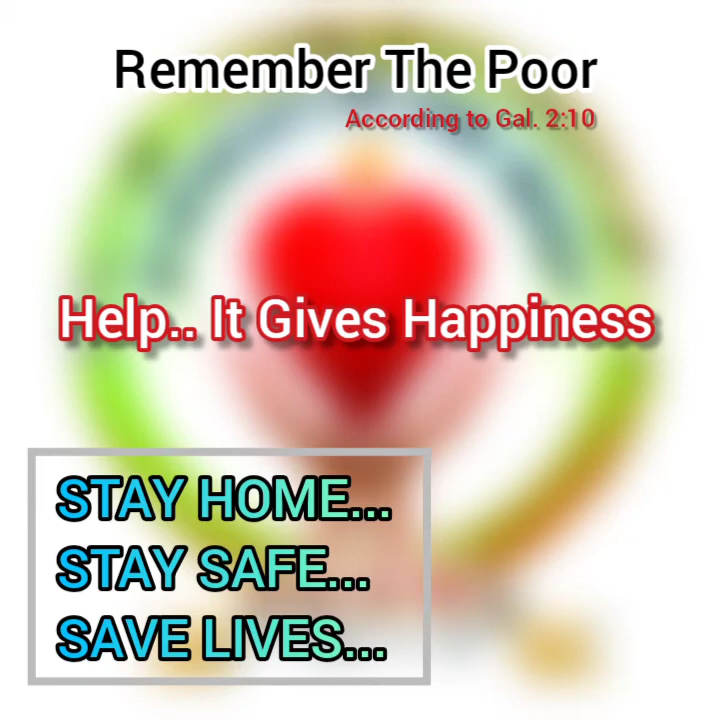 Remember The Poor
According to Gal. 2:10
Help.. It Gives Happiness
STAY HOME...
STAY SAFE...
SAVE LIVES...